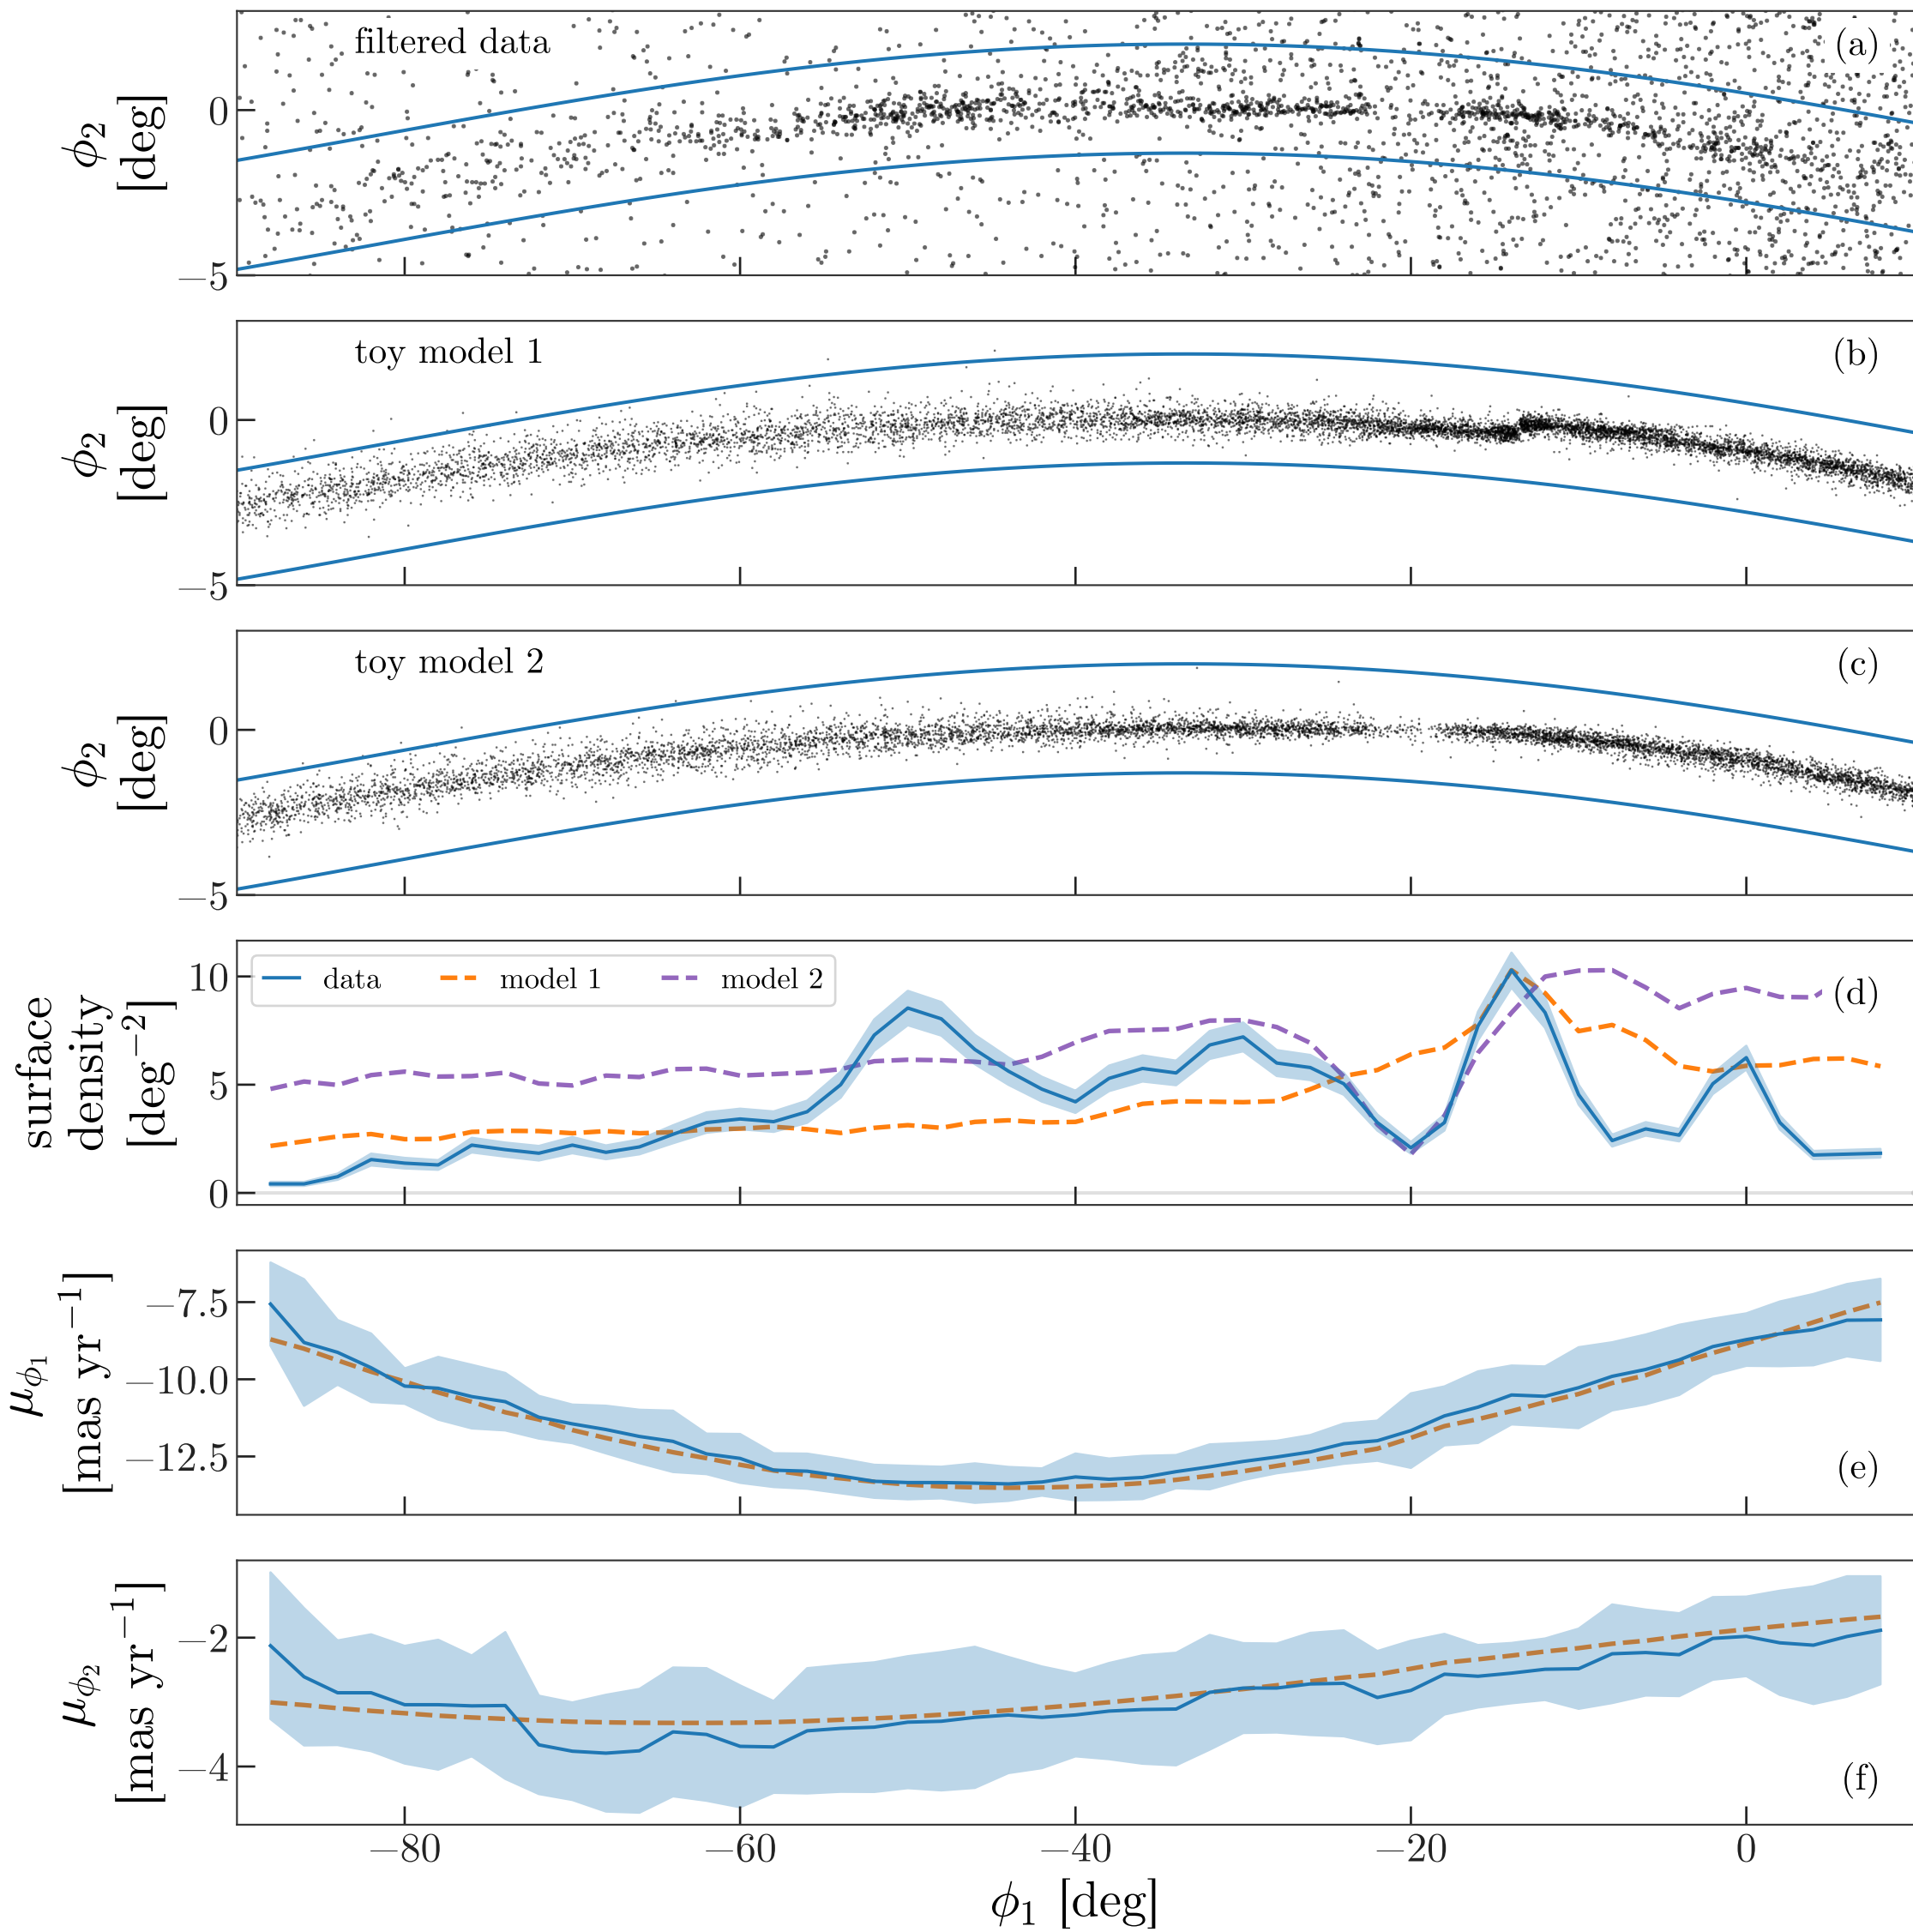 filtered data
(a)
ϕ₂
[deg]
0
−5
toy model 1
(b)
ϕ₂
[deg]
0
−5
toy model 2
(c)
ϕ₂
[deg]
0
−5
data
model 1
model 2
(d)
surface
density
[deg⁻²]
10
5
0
μ_ϕ₁
[mas yr⁻¹]
−7.5
−10.0
−12.5
(e)
μ_ϕ₂
[mas yr⁻¹]
−2
−4
(f)
−80 −60 −40 −20 0
ϕ₁ [deg]